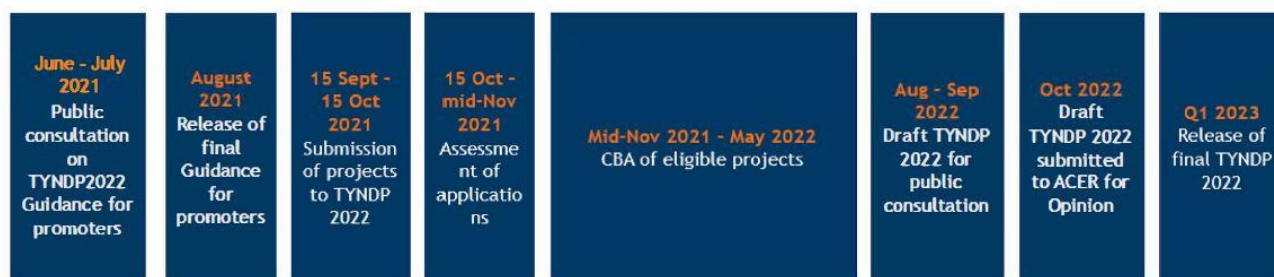 June - July
2021
Public
consultation
on
TYNDP2022
Guidance for
promoters
August
2021
Release of
final
Guidance
for
promoters
15 Sept -
15 Oct
2021
Submission
of projects
to TYNDP
2022
15 Oct -
mid-Nov
2021
Assessme
nt of
applicatio
ns
Mid-Nov 2021 - May 2022
CBA of eligible projects
Aug - Sep
2022
Draft TYNDP
2022 for
public
consultation
Oct 2022
Draft
TYNDP 2022
submitted
to ACER for
Opinion
Q1 2023
Release of
final TYNDP
2022